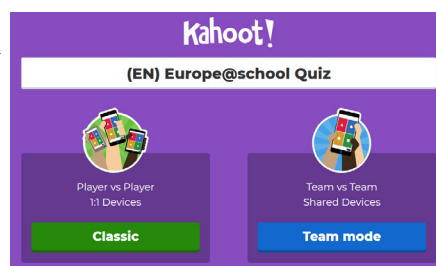 Kahoot!
(EN) Europe@school Quiz
Player vs Player
1:1 Devices
Classic
Team vs Team
Shared Devices
Team mode